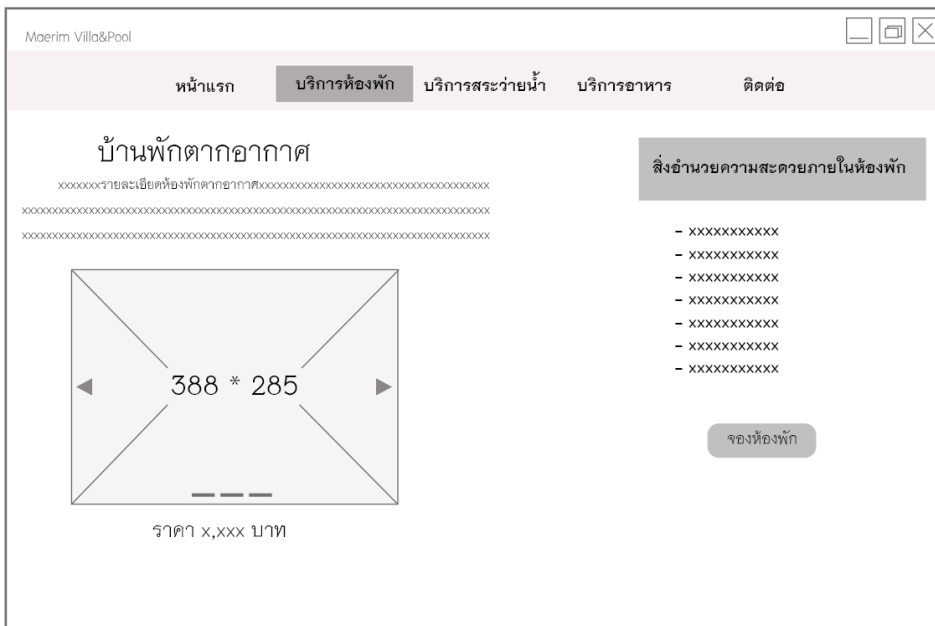 Maerim Villa&Pool
หน้าแรก บริการห้องพัก บริการสระว่ายน้ำ บริการอาหาร ติดต่อ
บ้านพักตากอากาศ
xxxxxxxรายละเอียดห้องพักตากอากาศxxxxxxxxxxxxxxxxxxxxxxxxxxxxxxxxxxxxxx
xxxxxxxxxxxxxxxxxxxxxxxxxxxxxxxxxxxxxxxxxxxxxxxxxxxxxxxxxxxxxxxxxxxxxxxxxxxxx
xxxxxxxxxxxxxxxxxxxxxxxxxxxxxxxxxxxxxxxxxxxxxxxxxxxxxxxxxxxxxxxxxxxxxxxxxxxxx
388 * 285
ราคา x,xxx บาท
สิ่งอำนวยความสะดวยภายในห้องพัก
- xxxxxxxxxxx
- xxxxxxxxxxx
- xxxxxxxxxxx
- xxxxxxxxxxx
- xxxxxxxxxxx
- xxxxxxxxxxx
- xxxxxxxxxxx
จองห้องพัก